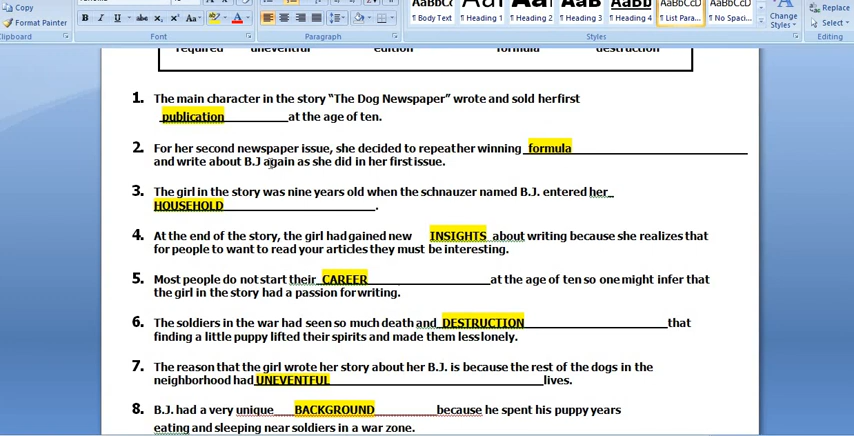 Copy
Format Painter
Clipboard
B I U abc x₂ x² Aa
Font
Paragraph
AaBbCc AaBbCcD AaBbCcD
¶ Body Text ¶ Heading 1 ¶ Heading 2 ¶ Heading 3 ¶ Heading 4 ¶ List Para... ¶ No Spaci...
Styles
Change
Styles
Replace
Select
Editing
required uneventful edition formula destruction
1. The main character in the story “The Dog Newspaper” wrote and sold herfirst
publication at the age of ten.
2. For her second newspaper issue, she decided to repeat her winning formula
and write about B.J again as she did in her first issue.
3. The girl in the story was nine years old when the schnauzer named B.J. entered her
HOUSEHOLD.
4. At the end of the story, the girl had gained new INSIGHTS about writing because she realizes that
for people to want to read your articles they must be interesting.
5. Most people do not start their CAREER at the age of ten so one might infer that
the girl in the story had a passion for writing.
6. The soldiers in the war had seen so much death and DESTRUCTION that
finding a little puppy lifted their spirits and made them less lonely.
7. The reason that the girl wrote her story about her B.J. is because the rest of the dogs in the
neighborhood had UNEVENTFUL lives.
8. B.J. had a very unique BACKGROUND because he spent his puppy years
eating and sleeping near soldiers in a war zone.